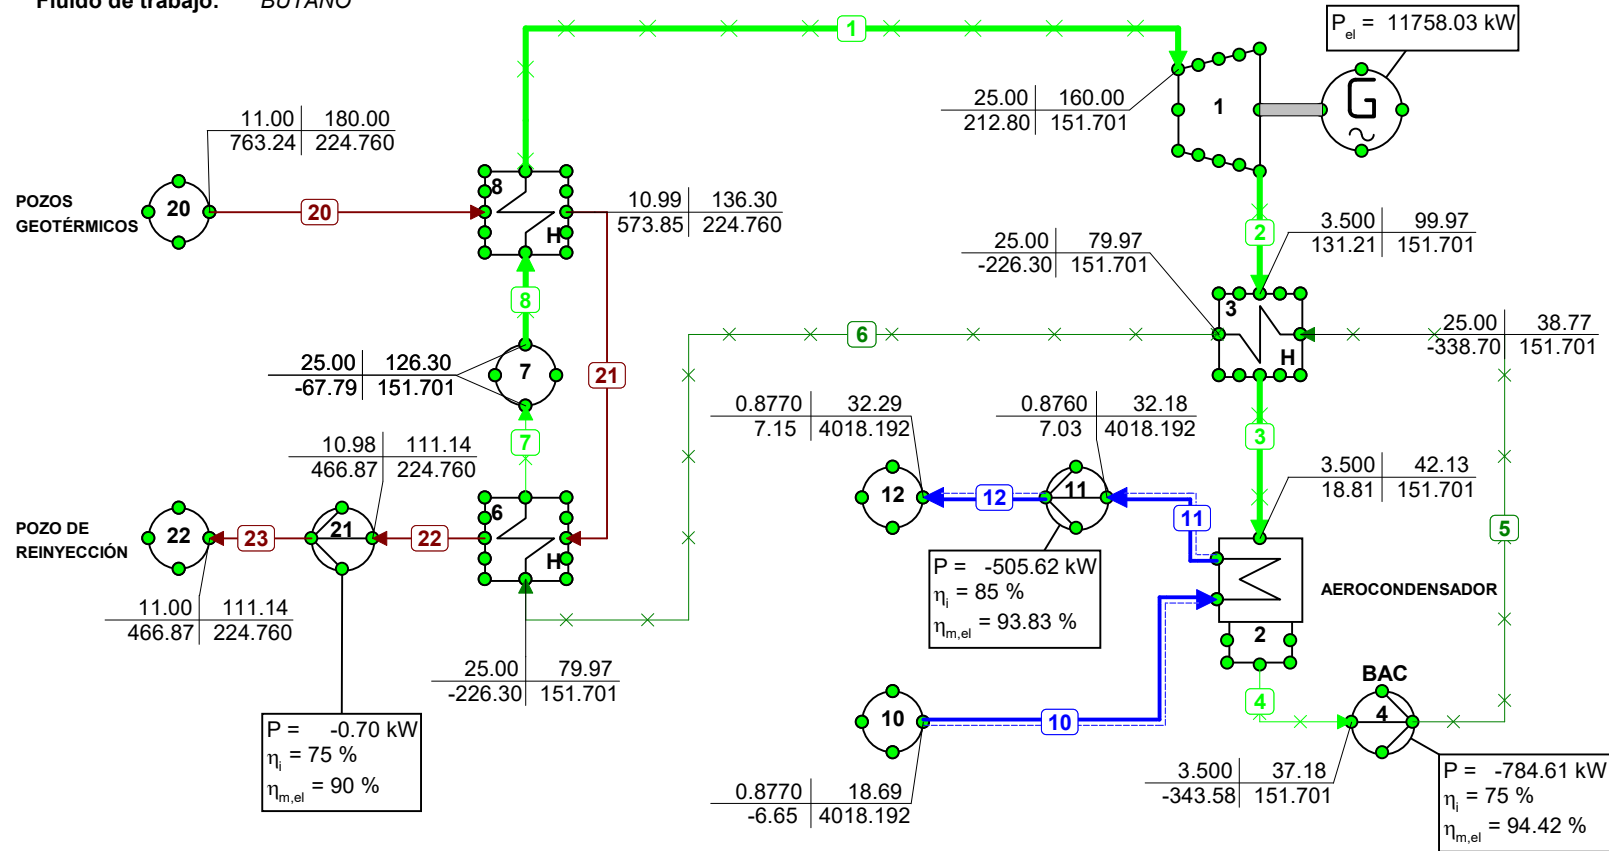 Fluido de trabajo: BUTANO
1
P_el = 11758.03 kW
G
1
25.00 160.00
212.80 151.701
11.00 180.00
763.24 224.760
POZOS
GEOTÉRMICOS
20
20
8
H
10.99 136.30
573.85 224.760
2
3.500 99.97
131.21 151.701
25.00 79.97
-226.30 151.701
8
3
H
6
25.00 38.77
-338.70 151.701
25.00 126.30
-67.79 151.701
7
21
0.8770 32.29
7.15 4018.192
0.8760 32.18
7.03 4018.192
3
7
10.98 111.14
466.87 224.760
3.500 42.13
18.81 151.701
12
12
11
11
5
POZO DE
REINYECCIÓN
22
23
21
22
6
H
P = -505.62 kW
η_i = 85 %
η_m,el = 93.83 %
AEROCONDENSADOR
2
11.00 111.14
466.87 224.760
25.00 79.97
-226.30 151.701
BAC
4
4
10
10
P = -0.70 kW
η_i = 75 %
η_m,el = 90 %
3.500 37.18
-343.58 151.701
P = -784.61 kW
η_i = 75 %
η_m,el = 94.42 %
0.8770 18.69
-6.65 4018.192